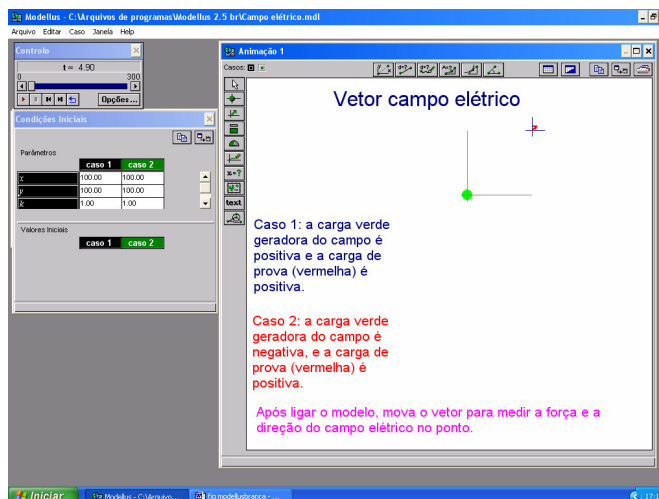 Modellus - C:\Arquivos de programas\Modellus 2.5 br\Campo elétrico.mdl
Arquivo Editar Caso Janela Help
Controlo
t = 4.90
0 300
Opções...
Condições Iniciais
Parâmetros
caso 1 caso 2
x 100.00 100.00
y 100.00 100.00
k 1.00 1.00
Valores Iniciais
caso 1 caso 2
Animação 1
Casos:
x=?
text
Vetor campo elétrico
Caso 1: a carga verde
geradora do campo é
positiva e a carga de
prova (vermelha) é
positiva.
Caso 2: a carga verde
geradora do campo é
negativa, e a carga de
prova (vermelha) é
positiva.
Após ligar o modelo, mova o vetor para medir a força e a
direção do campo elétrico no ponto.
Iniciar Modellus - C:\Arquivo... fig modellusbranca - ...